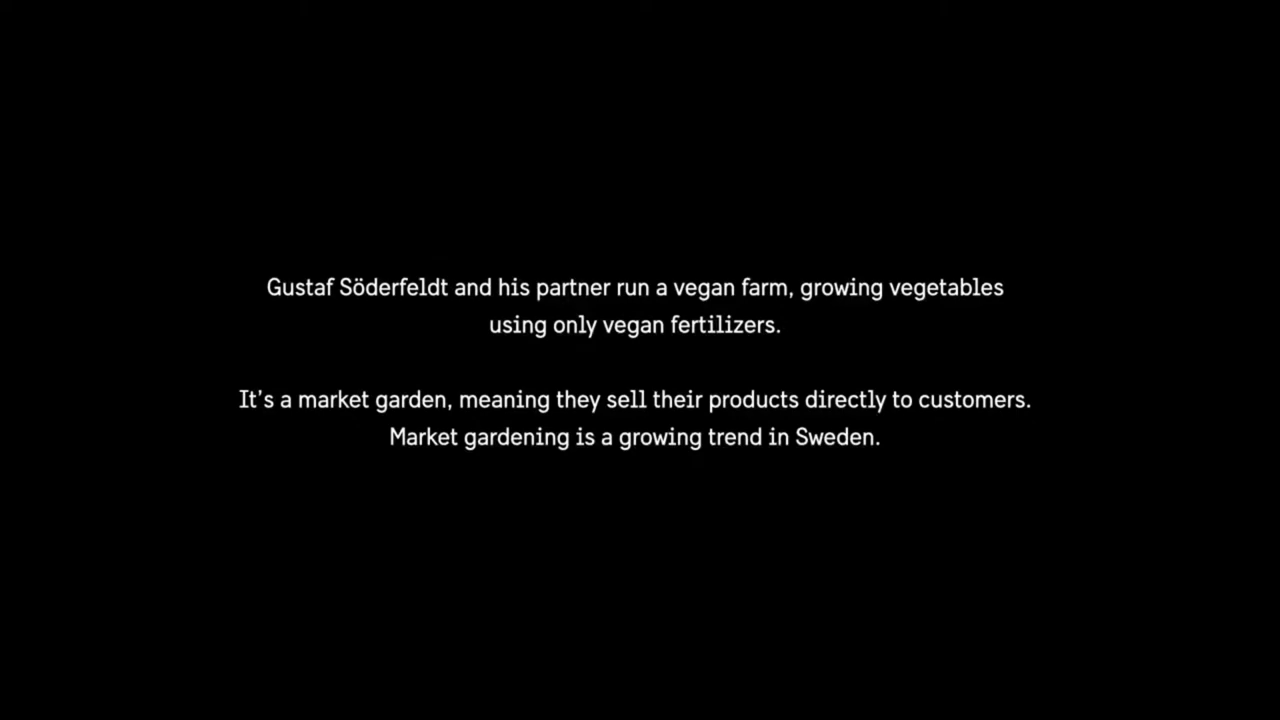 Gustaf Söderfeldt and his partner run a vegan farm, growing vegetables
using only vegan fertilizers.
It's a market garden, meaning they sell their products directly to customers.
Market gardening is a growing trend in Sweden.